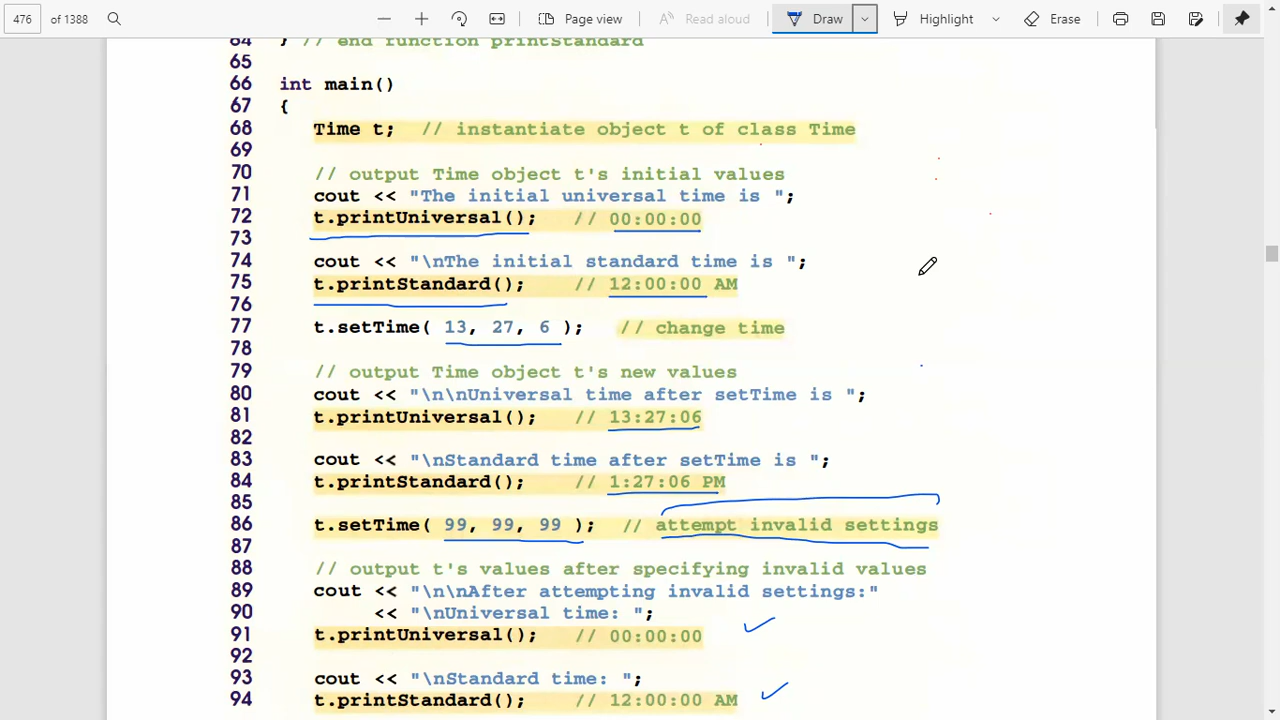 476 of 1388 Page view Read aloud Draw Highlight Erase
64 } // end function printStandard
65
66 int main()
67 {
68 Time t; // instantiate object t of class Time
69
70 // output Time object t's initial values
71 cout << "The initial universal time is ";
72 t.printUniversal(); // 00:00:00
73
74 cout << "\nThe initial standard time is ";
75 t.printStandard(); // 12:00:00 AM
76
77 t.setTime( 13, 27, 6 ); // change time
78
79 // output Time object t's new values
80 cout << "\n\nUniversal time after setTime is ";
81 t.printUniversal(); // 13:27:06
82
83 cout << "\nStandard time after setTime is ";
84 t.printStandard(); // 1:27:06 PM
85
86 t.setTime( 99, 99, 99 ); // attempt invalid settings
87
88 // output t's values after specifying invalid values
89 cout << "\n\nAfter attempting invalid settings:"
90 << "\nUniversal time: ";
91 t.printUniversal(); // 00:00:00
92
93 cout << "\nStandard time: ";
94 t.printStandard(); // 12:00:00 AM